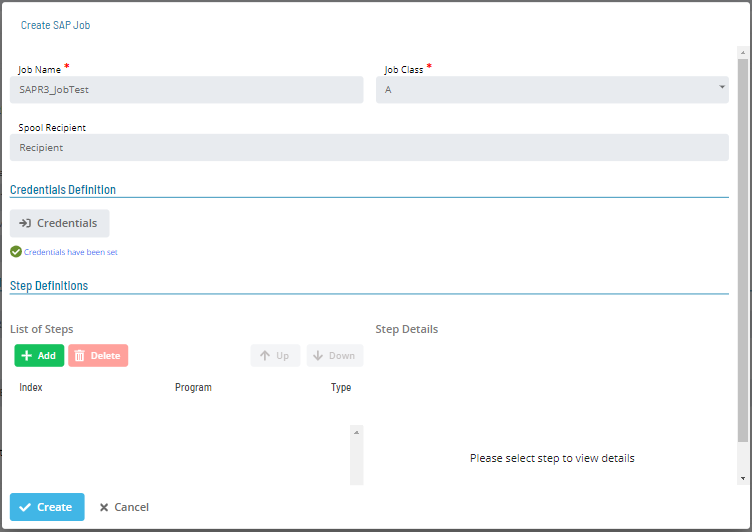 Create SAP Job
Job Name *
Job Class *
SAPR3_JobTest
A
Spool Recipient
Recipient
Credentials Definition
Credentials
Credentials have been set
Step Definitions
List of Steps
Step Details
Add
Delete
Up
Down
Index
Program
Type
Please select step to view details
Create
Cancel